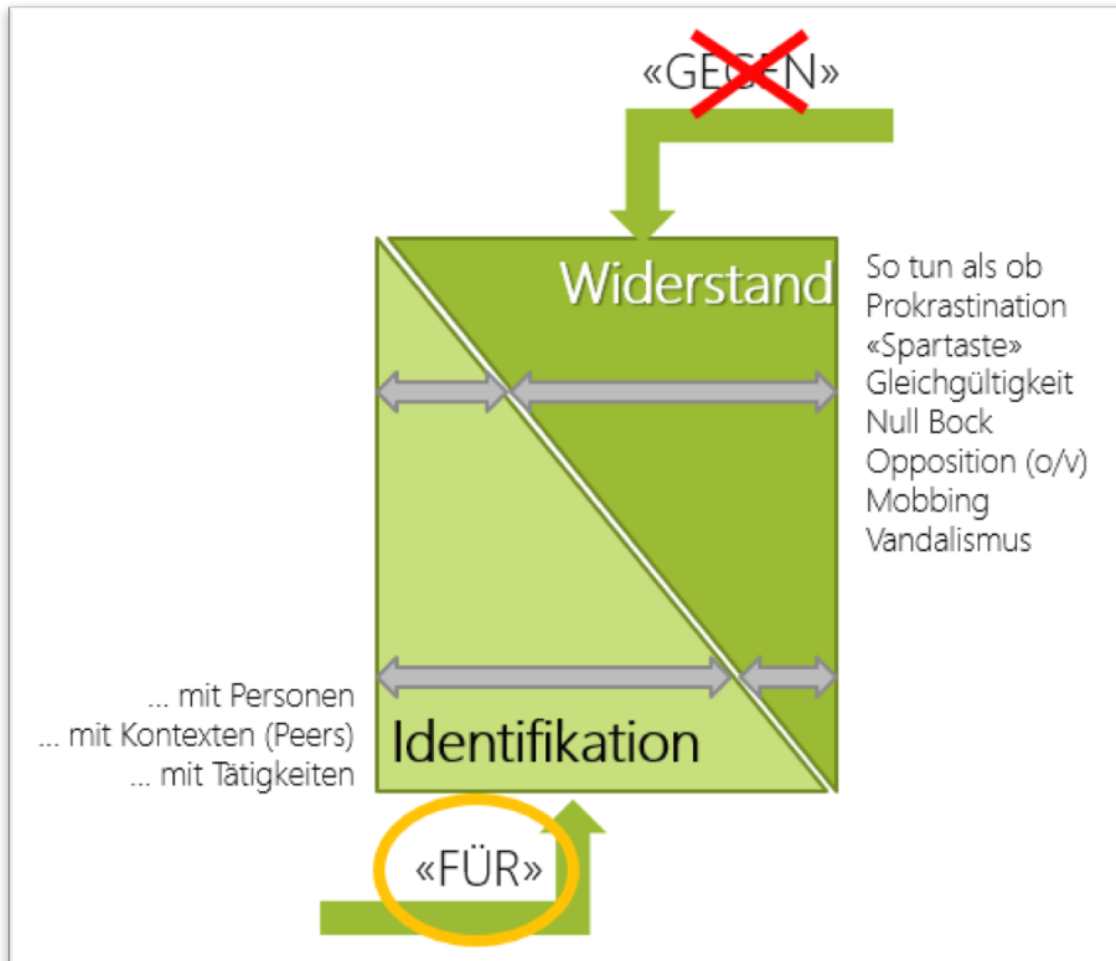 «GEGEN»
Widerstand
So tun als ob
Prokrastination
«Spartaste»
Gleichgültigkeit
Null Bock
Opposition (o/v)
Mobbing
Vandalismus
... mit Personen
... mit Kontexten (Peers)
... mit Tätigkeiten
Identifikation
«FÜR»